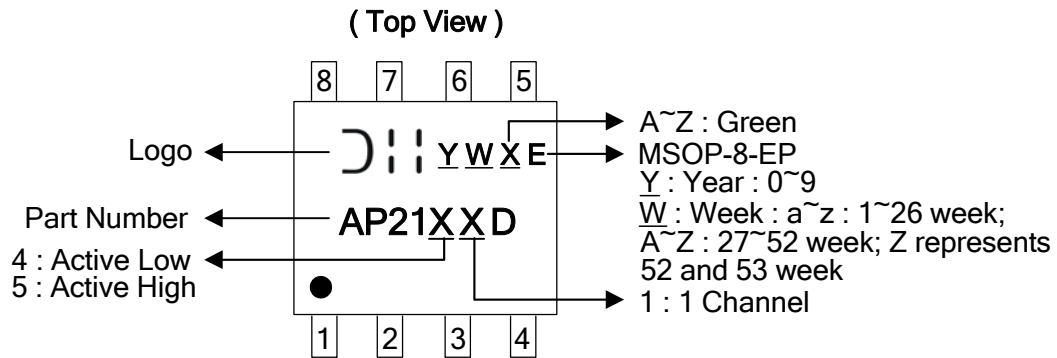 ( Top View )
8 7 6 5
Logo
Y W X E
A~Z : Green
MSOP-8-EP
Y : Year : 0~9
W : Week : a~z : 1~26 week;
A~Z : 27~52 week; Z represents
52 and 53 week
Part Number
AP21XXD
4 : Active Low
5 : Active High
1 : 1 Channel
1 2 3 4